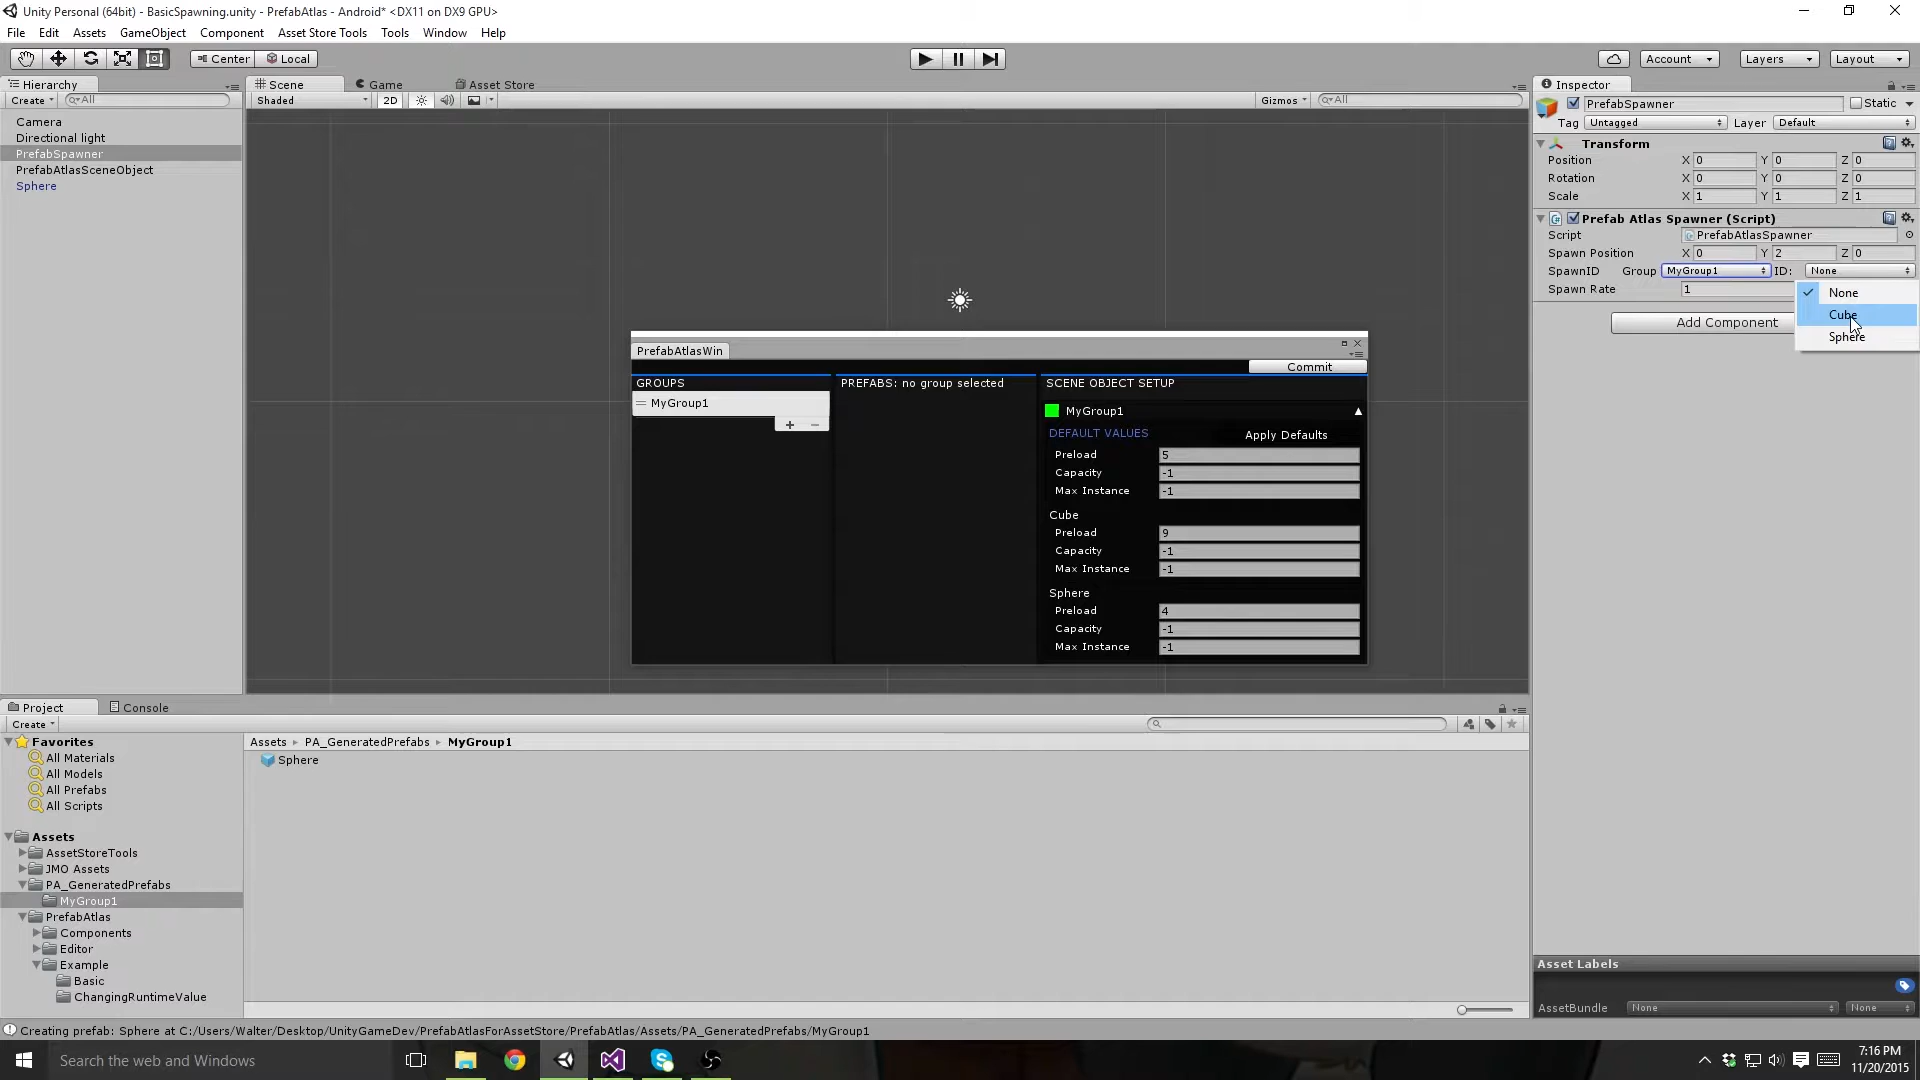 Unity Personal (64bit) - BasicSpawning.unity - PrefabAtlas - Android* <DX11 on DX9 GPU>
File Edit Assets GameObject Component Asset Store Tools Tools Window Help
Center Local Account Layers Layout
Hierarchy
Create All
Camera
Directional light
PrefabSpawner
PrefabAtlasSceneObject
Sphere
Scene Game Asset Store
Shaded 2D Gizmos All
PrefabAtlasWin
Commit
GROUPS
MyGroup1
+ -
PREFABS: no group selected
SCENE OBJECT SETUP
MyGroup1
DEFAULT VALUES Apply Defaults
Preload 5
Capacity -1
Max Instance -1
Cube
Preload 9
Capacity -1
Max Instance -1
Sphere
Preload 4
Capacity -1
Max Instance -1
Inspector
PrefabSpawner Static
Tag Untagged Layer Default
Transform
Position X 0 Y 0 Z 0
Rotation X 0 Y 0 Z 0
Scale X 1 Y 1 Z 1
Prefab Atlas Spawner (Script)
Script PrefabAtlasSpawner
Spawn Position X 0 Y 2 Z 0
SpawnID Group MyGroup1 ID: None
Spawn Rate 1
None
Cube
Sphere
Add Component
Project Console
Create
Favorites
All Materials
All Models
All Prefabs
All Scripts
Assets
AssetStoreTools
JMO Assets
PA_GeneratedPrefabs
MyGroup1
PrefabAtlas
Components
Editor
Example
Basic
ChangingRuntimeValue
Assets PA_GeneratedPrefabs MyGroup1
Sphere
Asset Labels
AssetBundle None None
Creating prefab: Sphere at C:/Users/Walter/Desktop/UnityGameDev/PrefabAtlasForAssetStore/PrefabAtlas/Assets/PA_GeneratedPrefabs/MyGroup1
Search the web and Windows
7:16 PM
11/20/2015